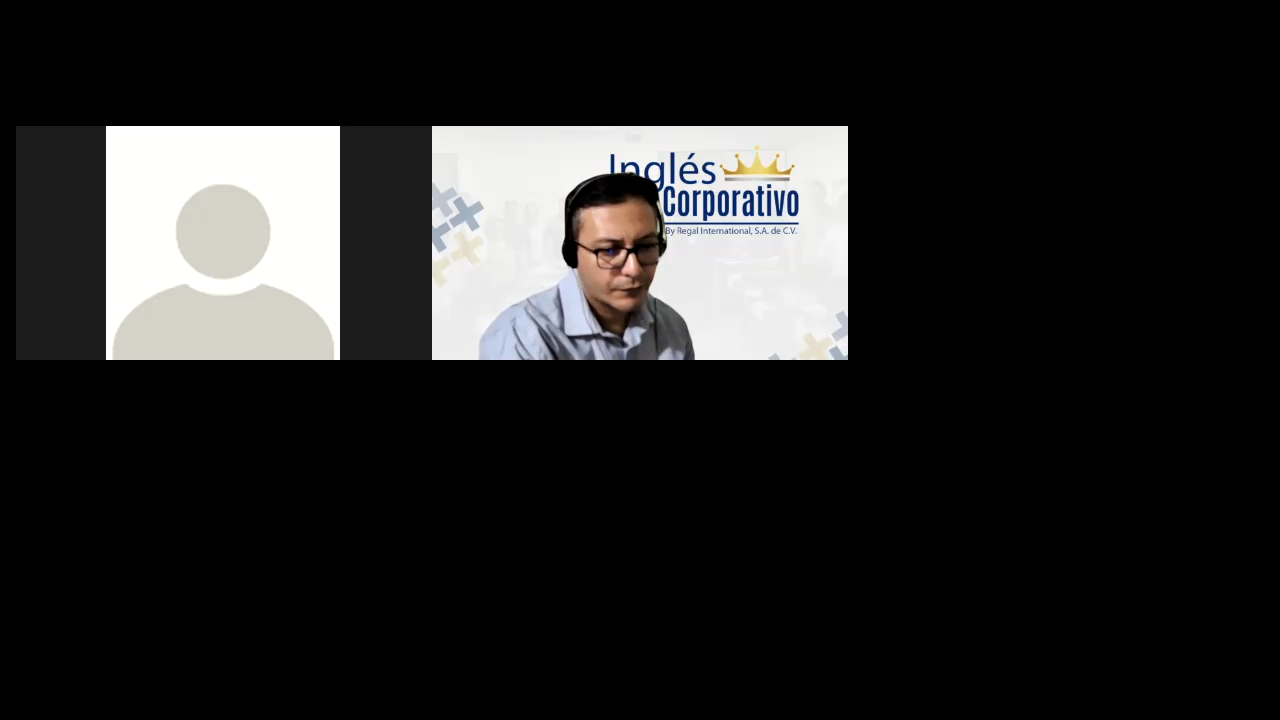 Inglés
Corporativo
By Regal International, S.A. de C.V.